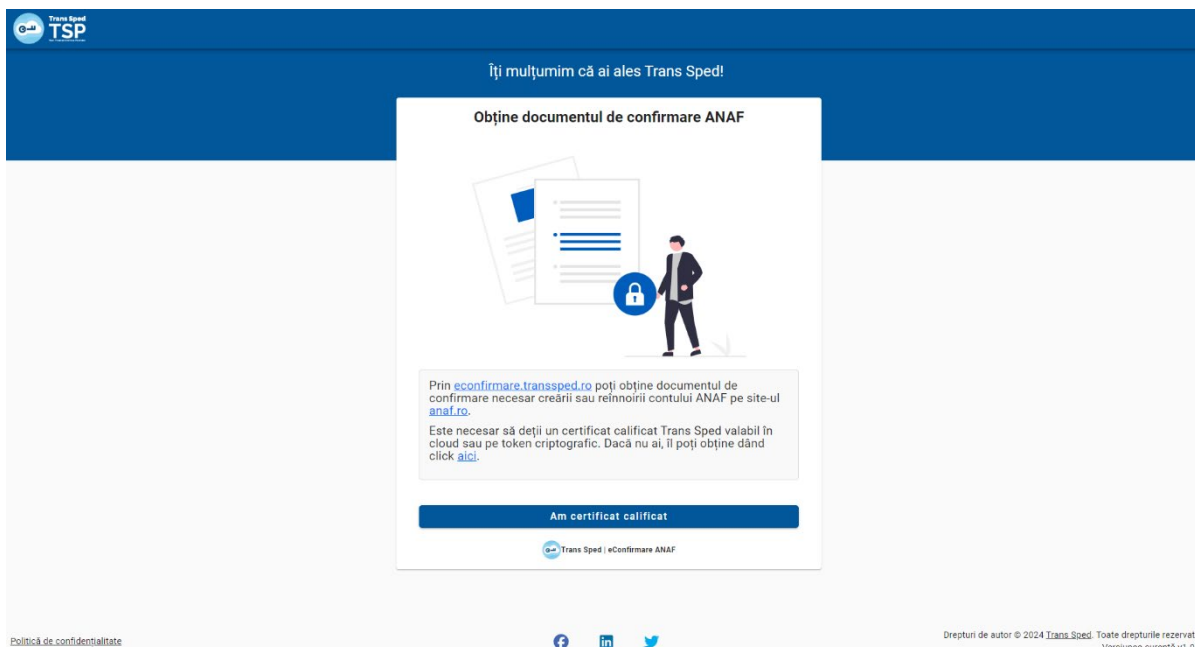 Trans Sped
TSP
Îți mulțumim că ai ales Trans Sped!
Obține documentul de confirmare ANAF
Prin econfirmare.transsped.ro poți obține documentul de
confirmare necesar creării sau reînnoirii contului ANAF pe site-ul
anaf.ro.
Este necesar să deții un certificat calificat Trans Sped valabil în
cloud sau pe token criptografic. Dacă nu ai, îl poți obține dând
click aici.
Am certificat calificat
Trans Sped | eConfirmare ANAF
Politică de confidențialitate
Drepturi de autor © 2024 Trans Sped. Toate drepturile rezervat
Versiunea curentă v1.0